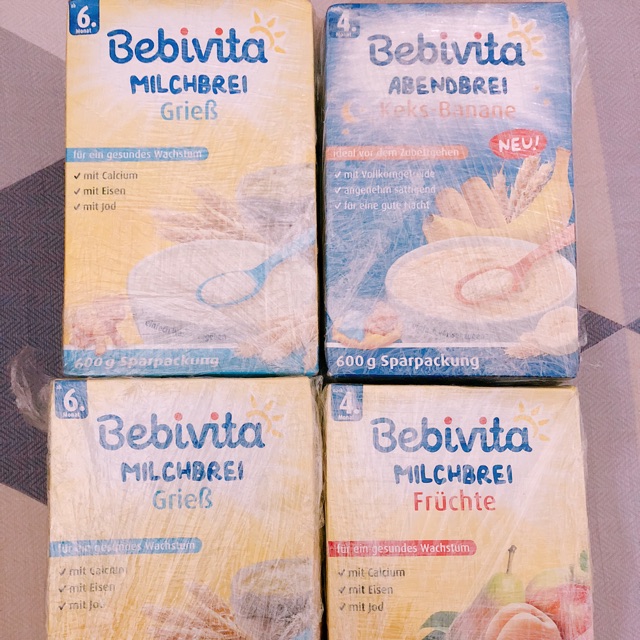 6.
Monat
Bebivita
MILCHBREI
Grieß
für ein gesundes Wachstum
mit Calcium
mit Eisen
mit Jod
600 g Sparpackung
4.
Bebivita
ABENDBREI
Keks-Banane
NEU!
ideal vor dem Zubettgehen
mit Vollkorngetreide
angenehm sättigend
für eine gute Nacht
600 g Sparpackung
6.
Monat
Bebivita
MILCHBREI
Grieß
für ein gesundes Wachstum
mit Calcium
mit Eisen
mit Jod
4.
Bebivita
MILCHBREI
Früchte
für ein gesundes Wachstum
mit Calcium
mit Eisen
mit Jod